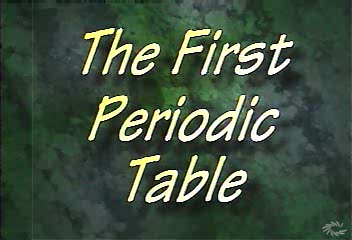 The First
Periodic
Table